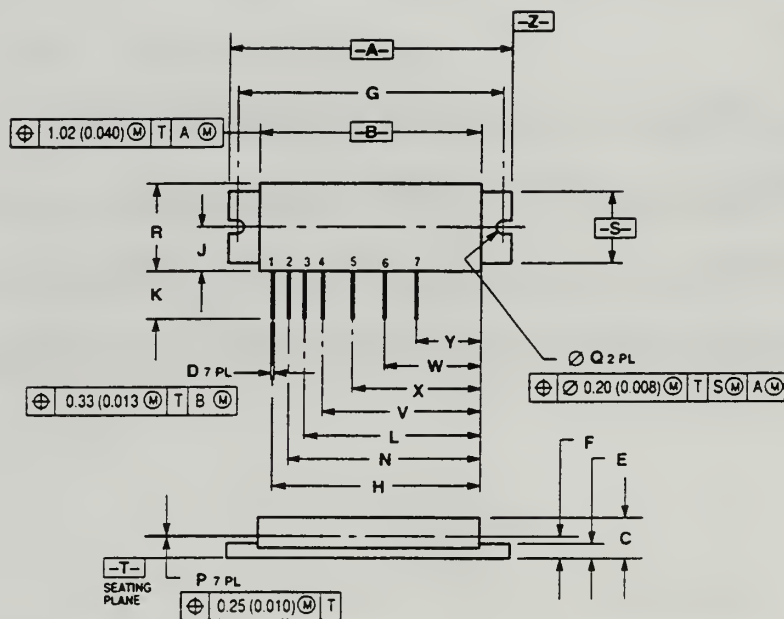 –Z–
–A–
G
⌖ 1.02 (0.040) Ⓜ T A Ⓜ
–B–
R
J
–S–
1 2 3 4 5 6 7
K
Y
D 7 PL
W
Ø Q 2 PL
X
⌖ 0.33 (0.013 Ⓜ T B Ⓜ
⌖ Ø 0.20 (0.008) Ⓜ T S Ⓜ A Ⓜ
V
L
F
E
N
H
C
–T–
SEATING
PLANE
P 7 PL
⌖ 0.25 (0.010) Ⓜ T